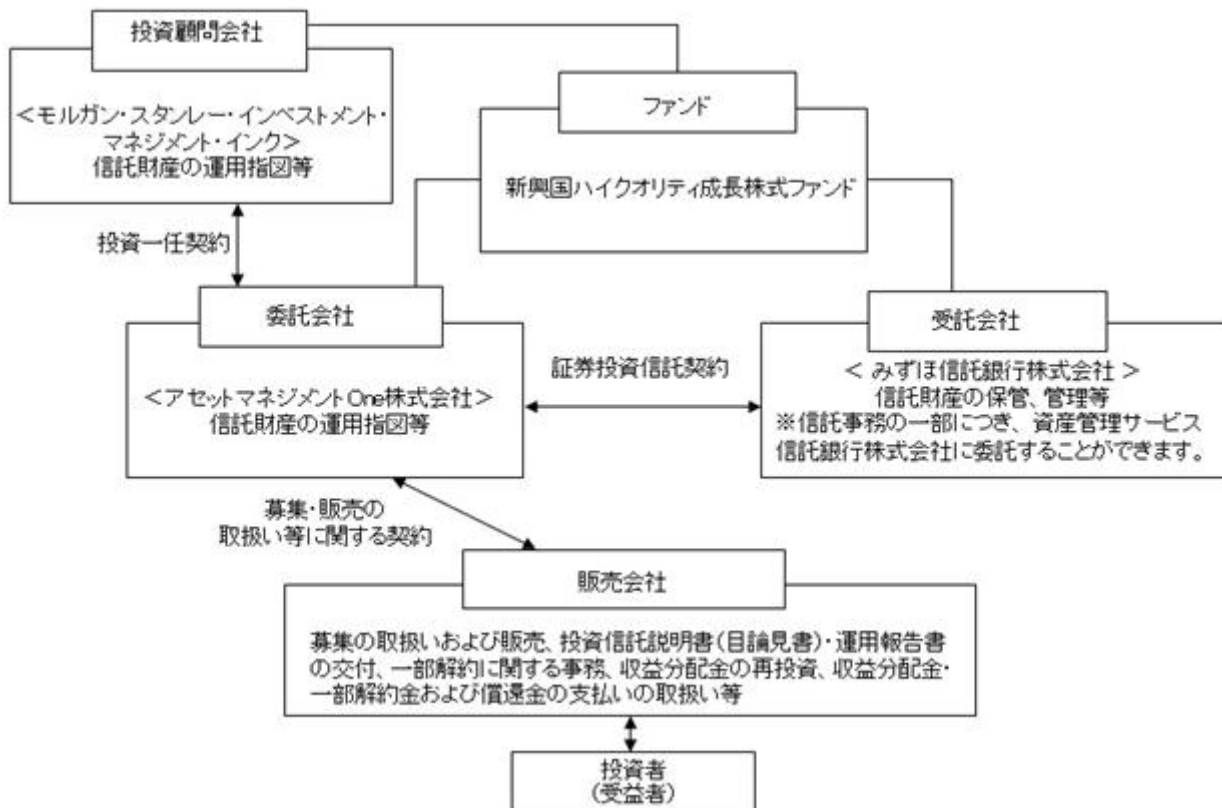 投資顧問会社
＜モルガン・スタンレー・インベストメント・
マネジメント・インク＞
信託財産の運用指図等
ファンド
新興国ハイクオリティ成長株式ファンド
投資一任契約
委託会社
＜アセットマネジメントOne株式会社＞
信託財産の運用指図等
証券投資信託契約
受託会社
＜ みずほ信託銀行株式会社 ＞
信託財産の保管、管理等
※信託事務の一部につき、資産管理サービス
信託銀行株式会社に委託することができます。
募集・販売の
取扱い等に関する契約
販売会社
募集の取扱いおよび販売、投資信託説明書(目論見書)・運用報告書
の交付、一部解約に関する事務、収益分配金の再投資、収益分配金・
一部解約金および償還金の支払いの取扱い等
投資者
(受益者)